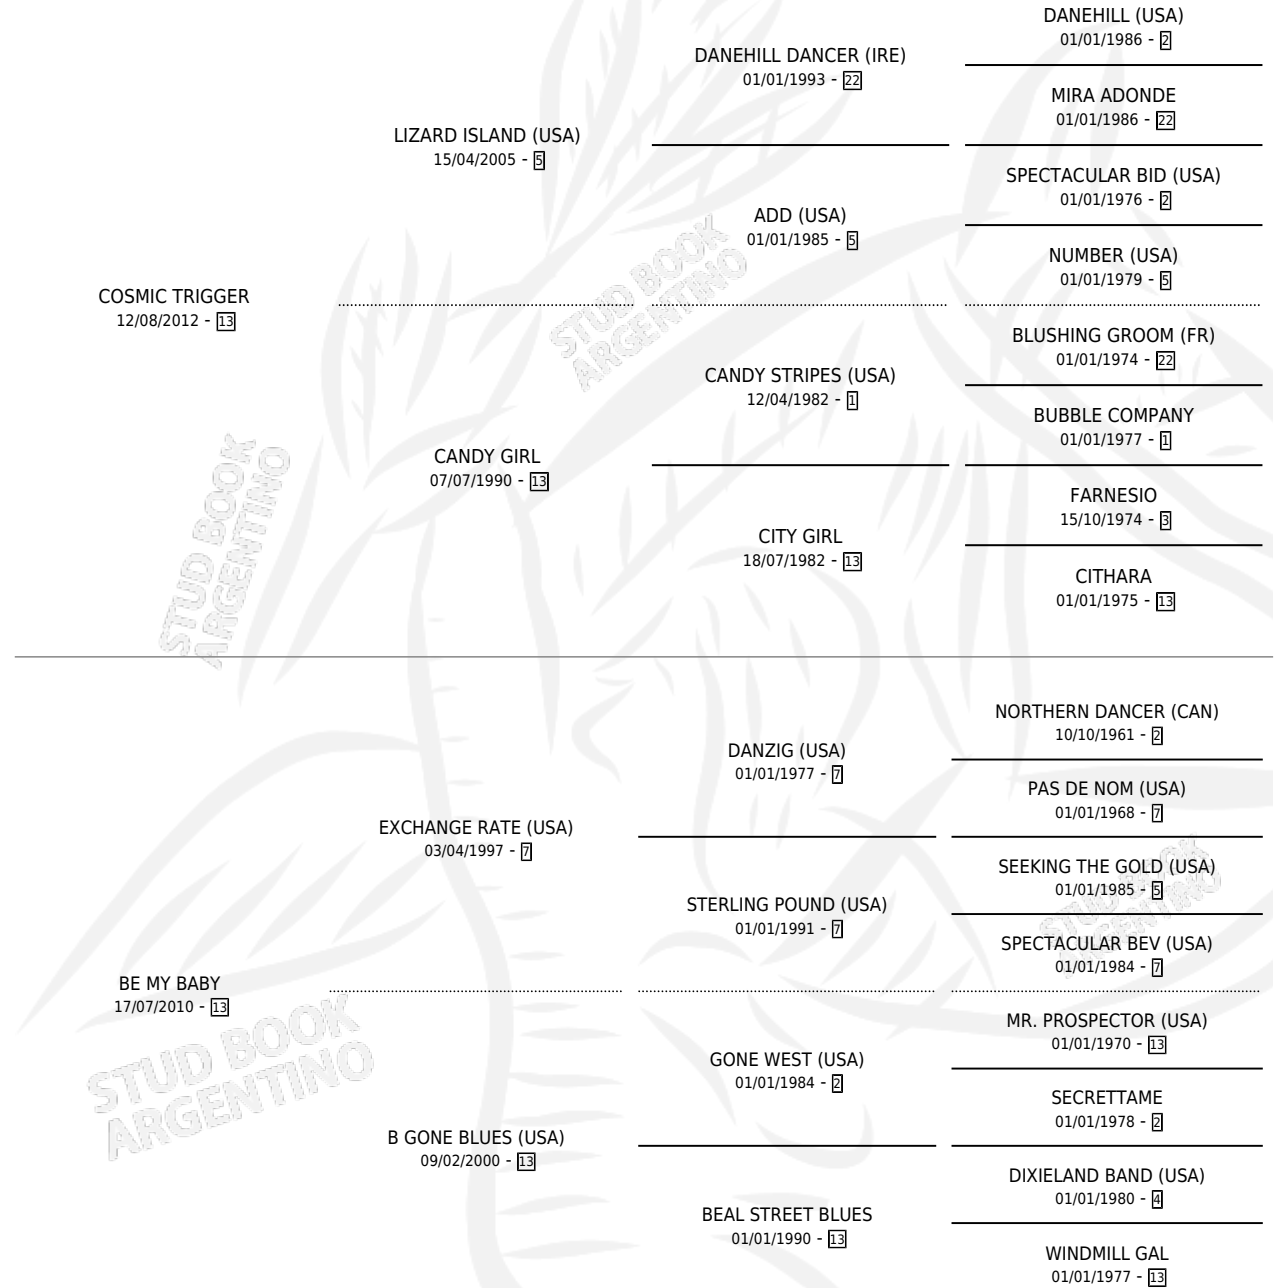 DANEHILL (USA)
01/01/1986 - 2
DANEHILL DANCER (IRE)
01/01/1993 - 22
MIRA ADONDE
01/01/1986 - 22
LIZARD ISLAND (USA)
15/04/2005 - 5
SPECTACULAR BID (USA)
01/01/1976 - 2
ADD (USA)
01/01/1985 - 5
NUMBER (USA)
01/01/1979 - 5
COSMIC TRIGGER
12/08/2012 - 13
STUD BOOK
ARGENTINO
BLUSHING GROOM (FR)
01/01/1974 - 22
CANDY STRIPES (USA)
12/04/1982 - 1
BUBBLE COMPANY
01/01/1977 - 1
CANDY GIRL
07/07/1990 - 13
FARNESIO
15/10/1974 - 3
CITY GIRL
18/07/1982 - 13
CITHARA
01/01/1975 - 13
STUD BOOK
ARGENTINO
NORTHERN DANCER (CAN)
10/10/1961 - 2
DANZIG (USA)
01/01/1977 - 7
PAS DE NOM (USA)
01/01/1968 - 7
EXCHANGE RATE (USA)
03/04/1997 - 7
SEEKING THE GOLD (USA)
01/01/1985 - 5
STERLING POUND (USA)
01/01/1991 - 7
SPECTACULAR BEV (USA)
01/01/1984 - 7
STUD BOOK
ARGENTINO
BE MY BABY
17/07/2010 - 13
MR. PROSPECTOR (USA)
01/01/1970 - 13
GONE WEST (USA)
01/01/1984 - 2
SECRETTAME
01/01/1978 - 2
STUD BOOK
ARGENTINO
B GONE BLUES (USA)
09/02/2000 - 13
DIXIELAND BAND (USA)
01/01/1980 - 4
BEAL STREET BLUES
01/01/1990 - 13
WINDMILL GAL
01/01/1977 - 13